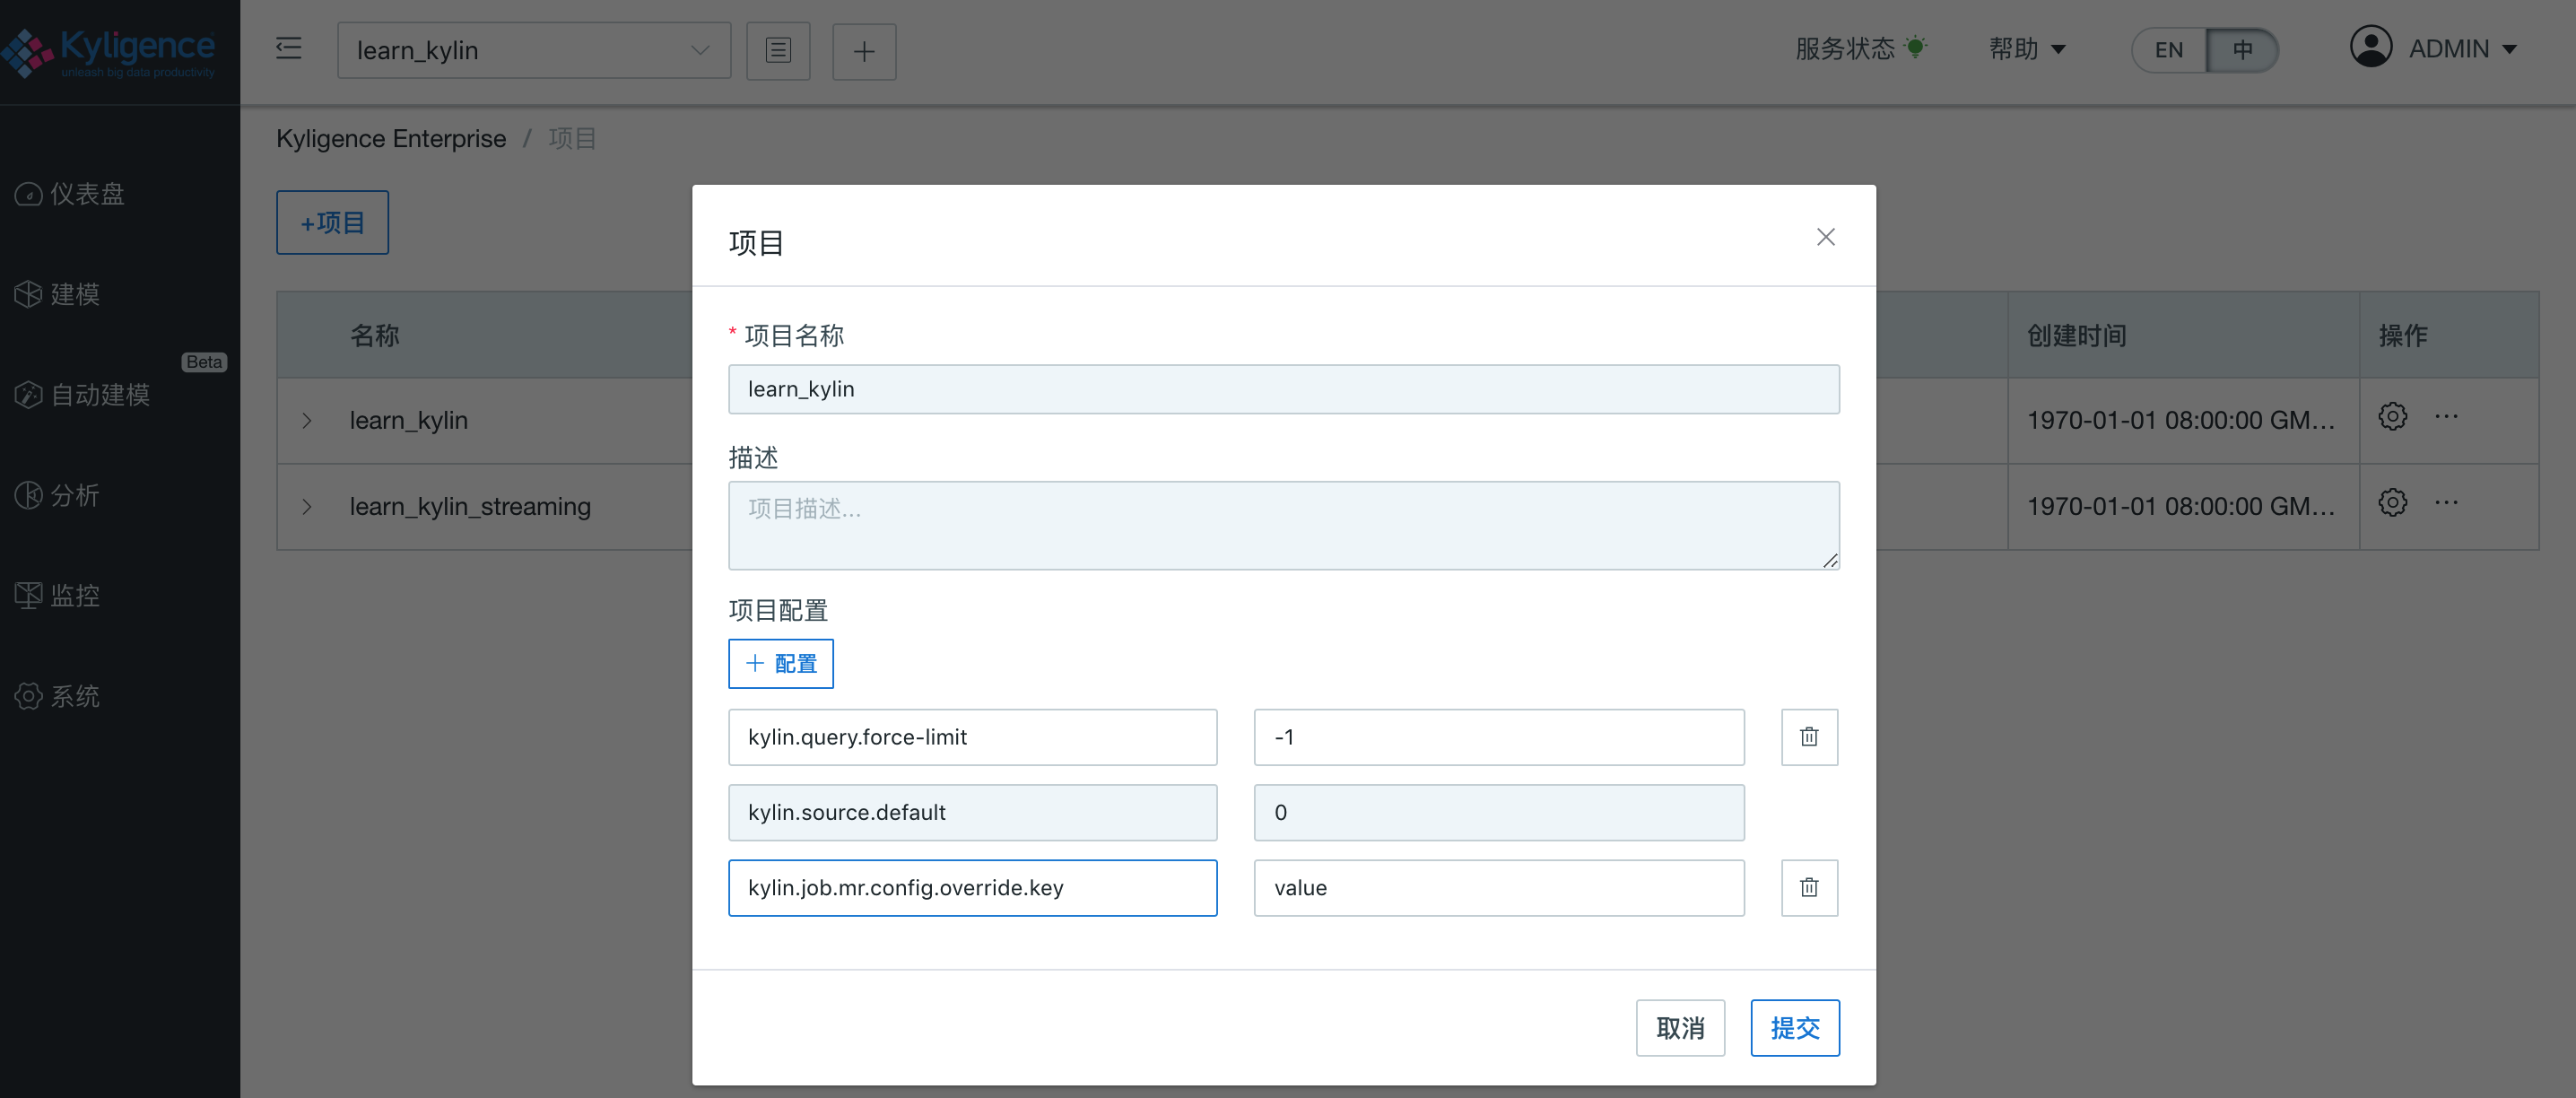 Kyligence
unleash big data productivity
learn_kylin
服务状态
帮助
EN 中
ADMIN
Kyligence Enterprise / 项目
仪表盘
建模
Beta
自动建模
分析
监控
系统
+项目
名称 创建时间 操作
learn_kylin 1970-01-01 08:00:00 GM... ...
learn_kylin_streaming 1970-01-01 08:00:00 GM... ...
项目
* 项目名称
learn_kylin
描述
项目描述...
项目配置
+ 配置
kylin.query.force-limit -1
kylin.source.default 0
kylin.job.mr.config.override.key value
取消 提交